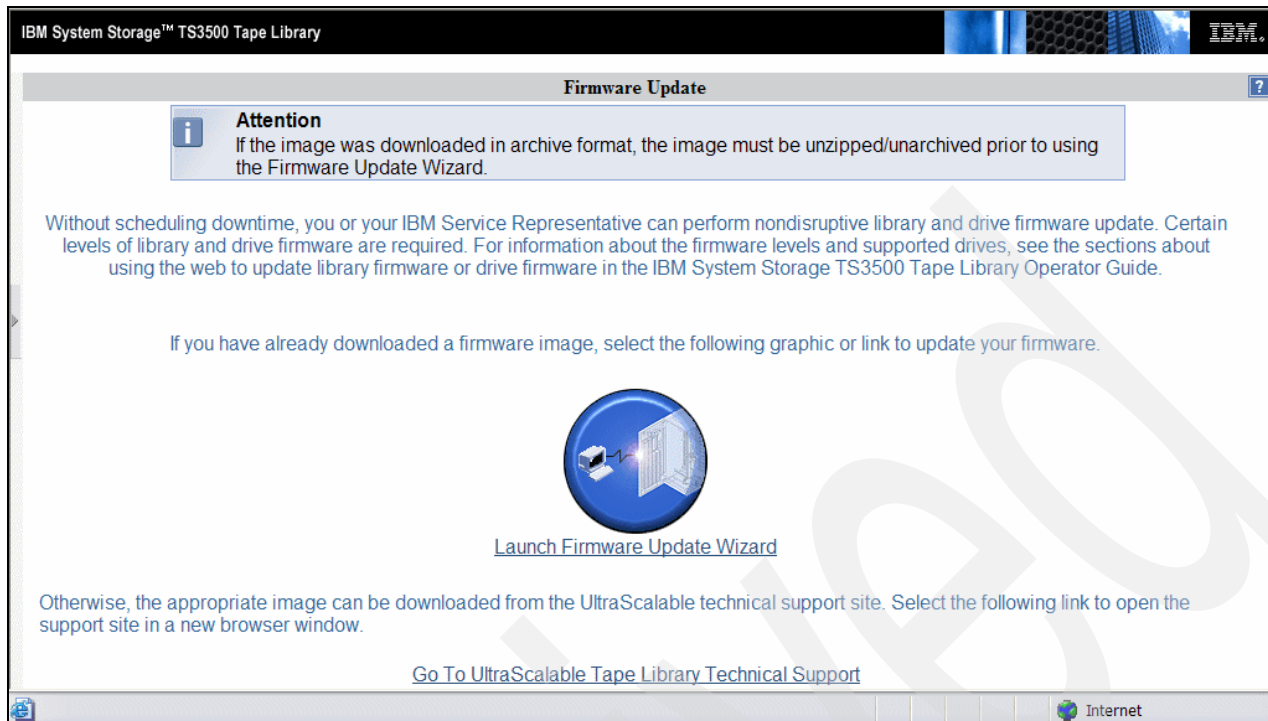 IBM System Storage™ TS3500 Tape Library
IBM.
Firmware Update
?
i
Attention
If the image was downloaded in archive format, the image must be unzipped/unarchived prior to using
the Firmware Update Wizard.
Without scheduling downtime, you or your IBM Service Representative can perform nondisruptive library and drive firmware update. Certain
levels of library and drive firmware are required. For information about the firmware levels and supported drives, see the sections about
using the web to update library firmware or drive firmware in the IBM System Storage TS3500 Tape Library Operator Guide.
If you have already downloaded a firmware image, select the following graphic or link to update your firmware.
Launch Firmware Update Wizard
Otherwise, the appropriate image can be downloaded from the UltraScalable technical support site. Select the following link to open the
support site in a new browser window.
Go To UltraScalable Tape Library Technical Support
Internet